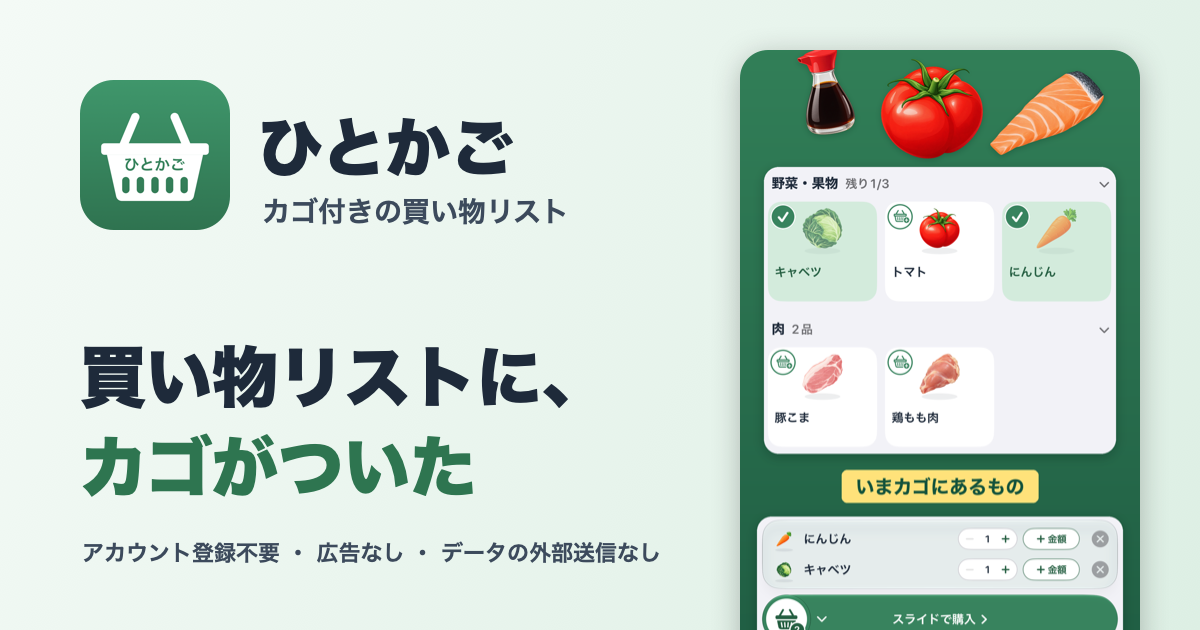 ひとかご
ひとかご
カゴ付きの買い物リスト
買い物リストに、
カゴがついた
アカウント登録不要 ・ 広告なし ・ データの外部送信なし
野菜・果物 残り1/3
キャベツ
トマト
にんじん
肉 2品
豚こま
鶏もも肉
いまカゴにあるもの
にんじん − 1 + +金額
キャベツ − 1 + +金額
スライドで購入